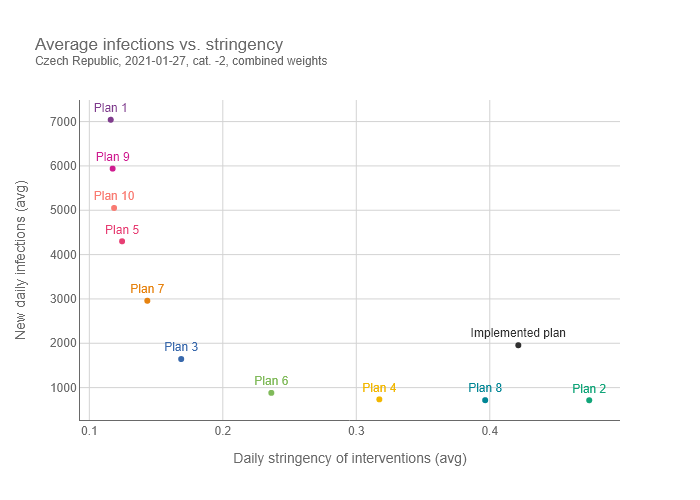 Average infections vs. stringency
Czech Republic, 2021-01-27, cat. -2, combined weights
Plan 1
7000
Plan 9
6000
Plan 10
5000
Plan 5
4000
Plan 7
3000
Implemented plan
2000
Plan 3
Plan 6
Plan 4
Plan 8
Plan 2
1000
0.1
0.2
0.3
0.4
New daily infections (avg)
Daily stringency of interventions (avg)